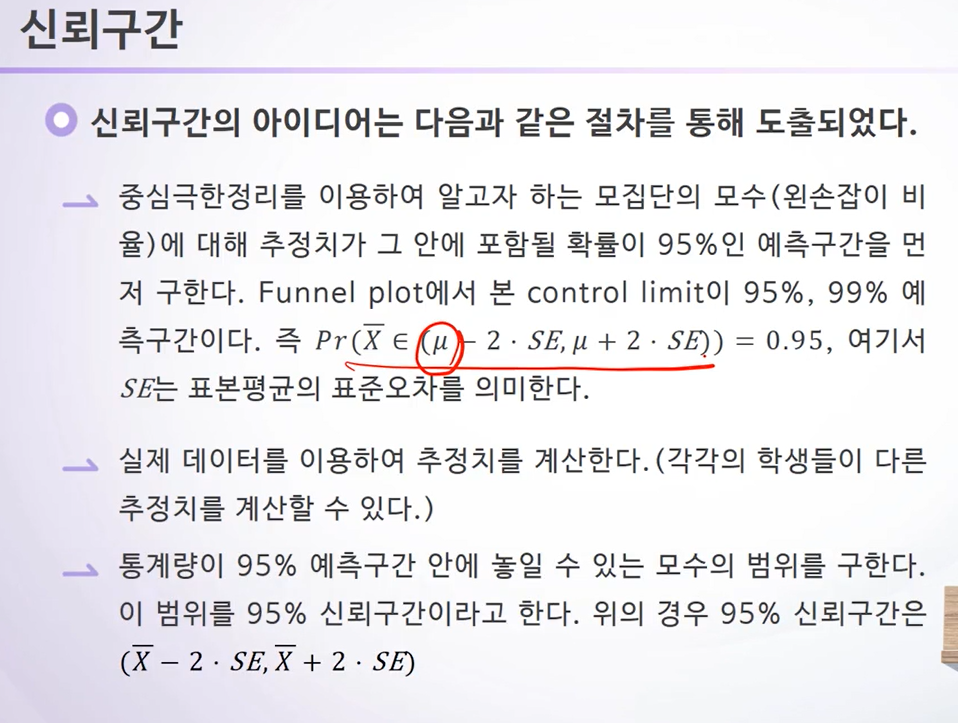 신뢰구간
신뢰구간의 아이디어는 다음과 같은 절차를 통해 도출되었다.
중심극한정리를 이용하여 알고자 하는 모집단의 모수(왼손잡이 비
율)에 대해 추정치가 그 안에 포함될 확률이 95%인 예측구간을 먼
저 구한다. Funnel plot에서 본 control limit이 95%, 99% 예
측구간이다. 즉 Pr(X̅ ∈ (μ − 2 · SE, μ + 2 · SE)) = 0.95, 여기서
SE는 표본평균의 표준오차를 의미한다.
실제 데이터를 이용하여 추정치를 계산한다.(각각의 학생들이 다른
추정치를 계산할 수 있다.)
통계량이 95% 예측구간 안에 놓일 수 있는 모수의 범위를 구한다.
이 범위를 95% 신뢰구간이라고 한다. 위의 경우 95% 신뢰구간은
(X̅ − 2 · SE, X̅ + 2 · SE)